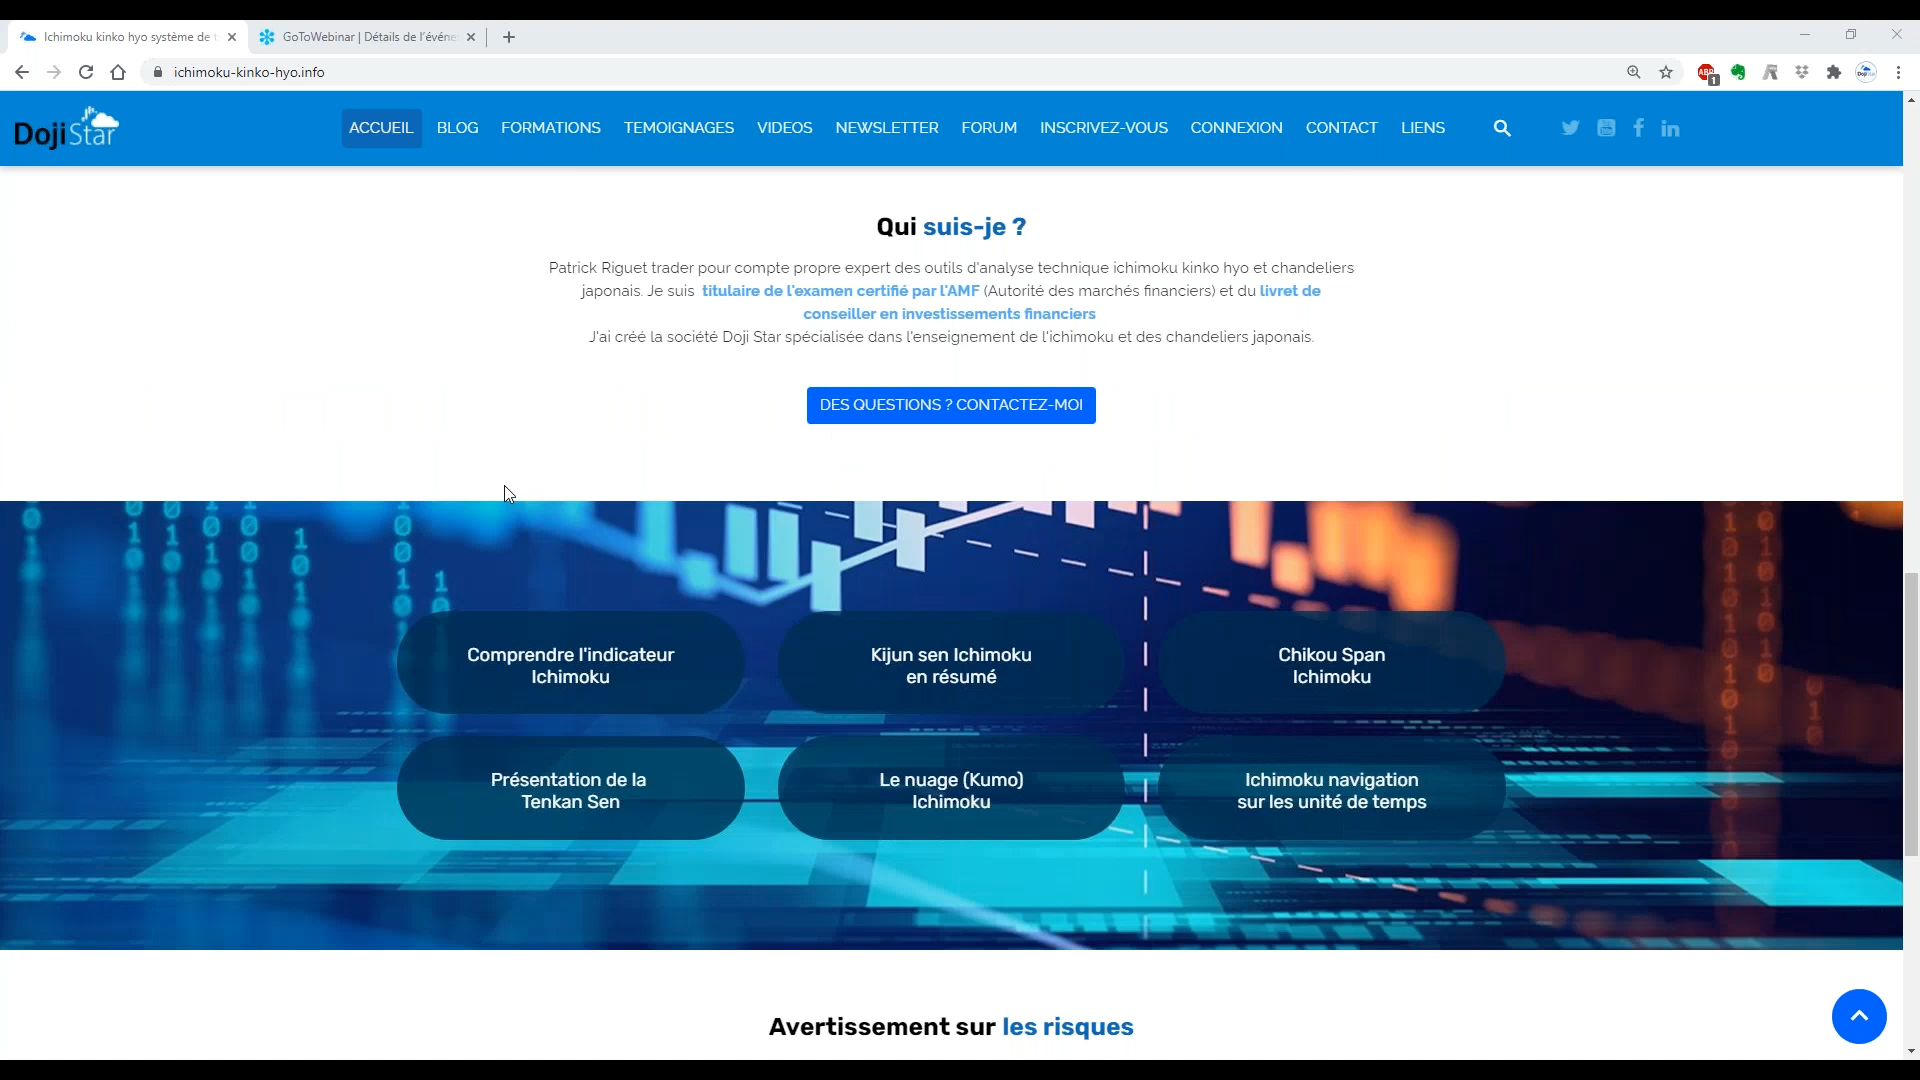 Ichimoku kinko hyo système de t
GoToWebinar | Détails de l'événe
ichimoku-kinko-hyo.info
ABP
1
DojiStar
ACCUEIL
BLOG
FORMATIONS
TEMOIGNAGES
VIDEOS
NEWSLETTER
FORUM
INSCRIVEZ-VOUS
CONNEXION
CONTACT
LIENS
Qui suis-je ?
Patrick Riguet trader pour compte propre expert des outils d'analyse technique ichimoku kinko hyo et chandeliers
japonais. Je suis titulaire de l'examen certifié par l'AMF (Autorité des marchés financiers) et du livret de
conseiller en investissements financiers
J'ai créé la société Doji Star spécialisée dans l'enseignement de l'ichimoku et des chandeliers japonais.
DES QUESTIONS ? CONTACTEZ-MOI
Comprendre l'indicateur
Ichimoku
Kijun sen Ichimoku
en résumé
Chikou Span
Ichimoku
Présentation de la
Tenkan Sen
Le nuage (Kumo)
Ichimoku
Ichimoku navigation
sur les unité de temps
Avertissement sur les risques